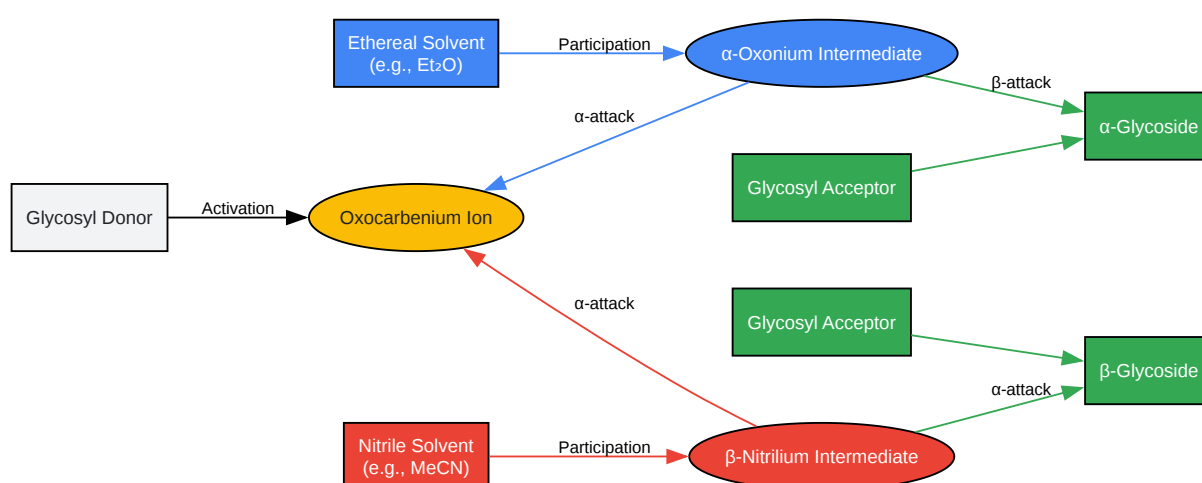 Ethereal Solvent
(e.g., Et₂O)
Participation
α-Oxonium Intermediate
β-attack
α-Glycoside
α-attack
Glycosyl Acceptor
Glycosyl Donor
Activation
Oxocarbenium Ion
α-attack
Glycosyl Acceptor
β-Glycoside
α-attack
Nitrile Solvent
(e.g., MeCN)
Participation
β-Nitrilium Intermediate